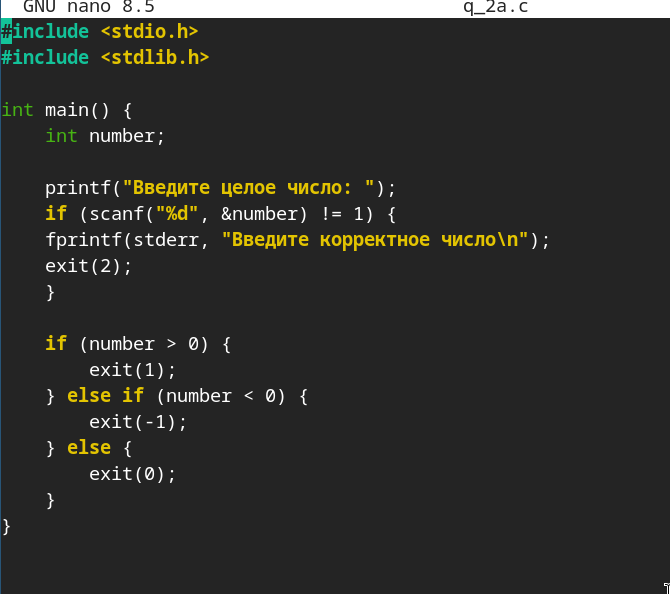 GNU nano 8.5 q_2a.c
#include <stdio.h>
#include <stdlib.h>
int main() {
    int number;
    printf("Введите целое число: ");
    if (scanf("%d", &number) != 1) {
    fprintf(stderr, "Введите корректное число\n");
    exit(2);
    }
    if (number > 0) {
        exit(1);
    } else if (number < 0) {
        exit(-1);
    } else {
        exit(0);
    }
}